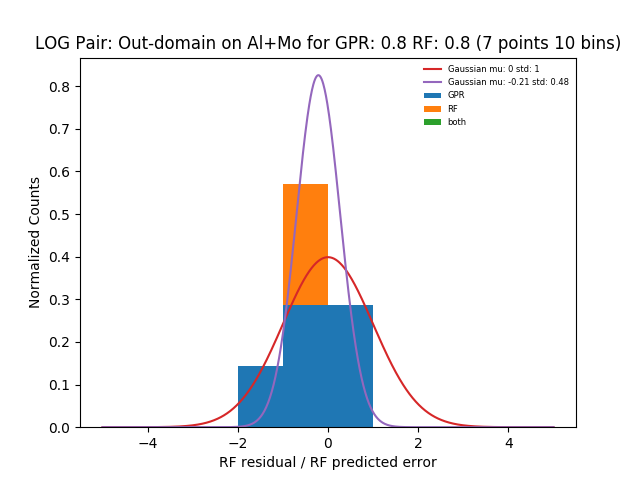 LOG Pair: Out-domain on Al+Mo for GPR: 0.8 RF: 0.8 (7 points 10 bins)
Gaussian mu: 0 std: 1
Gaussian mu: -0.21 std: 0.48
GPR
RF
both
Normalized Counts
0.8
0.7
0.6
0.5
0.4
0.3
0.2
0.1
0.0
−4
−2
0
2
4
RF residual / RF predicted error